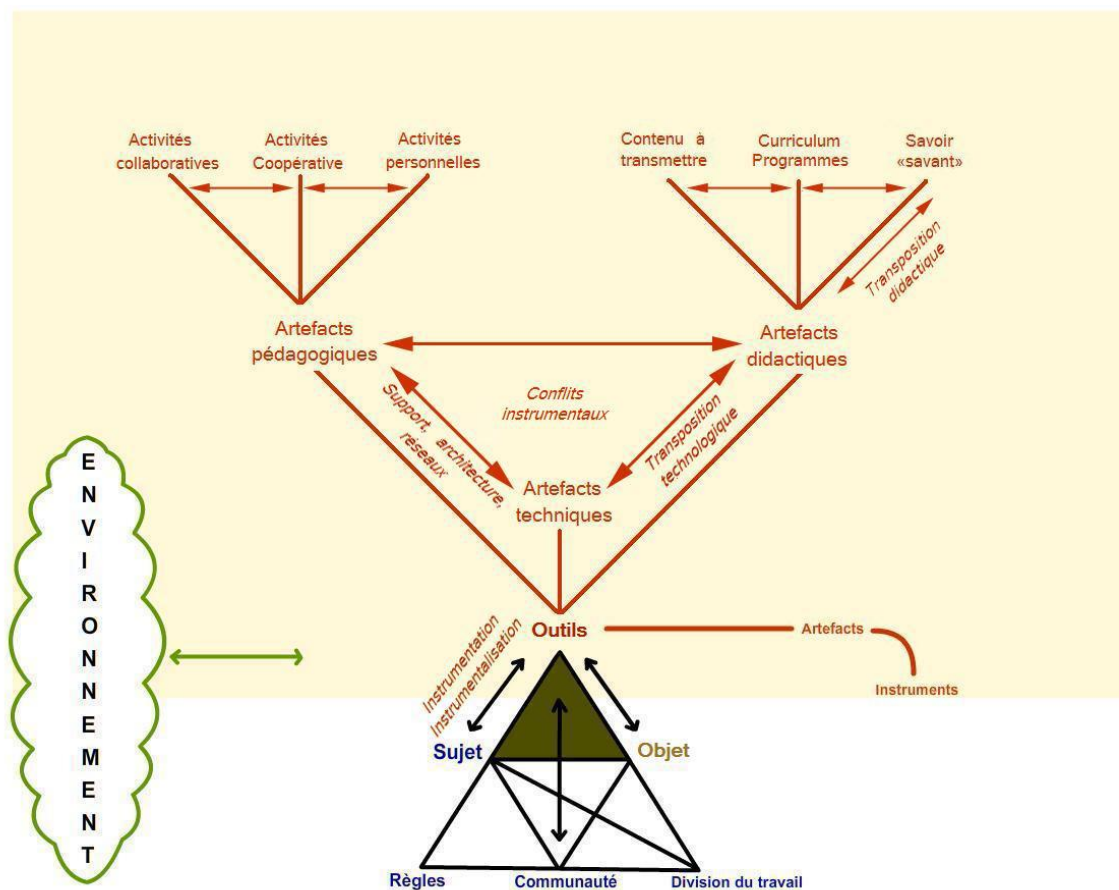 Activités
collaboratives
Activités
Coopérative
Activités
personnelles
Contenu à
transmettre
Curriculum
Programmes
Savoir
«savant»
Transposition
didactique
Artefacts
pédagogiques
Artefacts
didactiques
Conflits
instrumentaux
Support, architecture,
réseaux
Transposition
technologique
Artefacts
techniques
ENVIRONNEMENT
Outils
Artefacts
Instruments
Instrumentation
Instrumentalisation
Sujet
Objet
Règles
Communauté
Division du travail